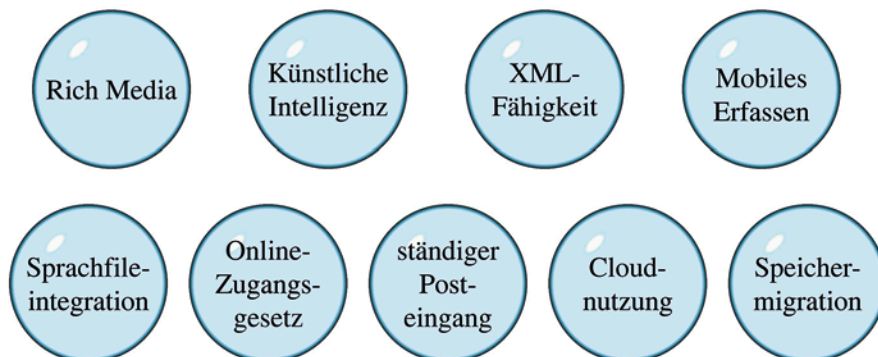 Rich Media
Künstliche
Intelligenz
XML-
Fähigkeit
Mobiles
Erfassen
Sprachfile-
integration
Online-
Zugangs-
gesetz
ständiger
Post-
eingang
Cloud-
nutzung
Speicher-
migration